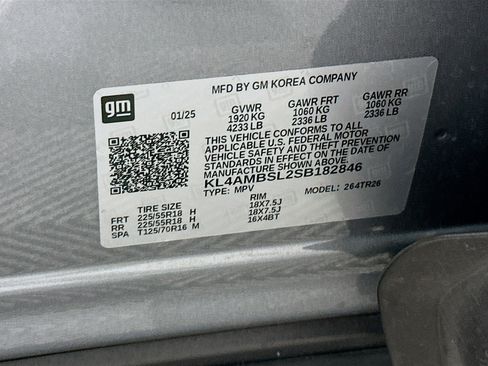 gm
MFD BY GM KOREA COMPANY
01/25 GVWR GAWR FRT GAWR RR
1920 KG 1060 KG 1060 KG
4233 LB 2336 LB 2336 LB
THIS VEHICLE CONFORMS TO ALL
APPLICABLE U.S. FEDERAL MOTOR
VEHICLE SAFETY AND THEFT
PREVENTION STANDARDS IN EFFECT
ON THE DATE OF MANUFACTURE
SHOWN ABOVE.
KL4AMBSL2SB182846
TYPE: MPV MODEL: 264TR26
TIRE SIZE RIM
FRT 225/55R18 H 18X7.5J
RR 225/55R18 H 18X7.5J
SPA T125/70R16 M 16X4BT